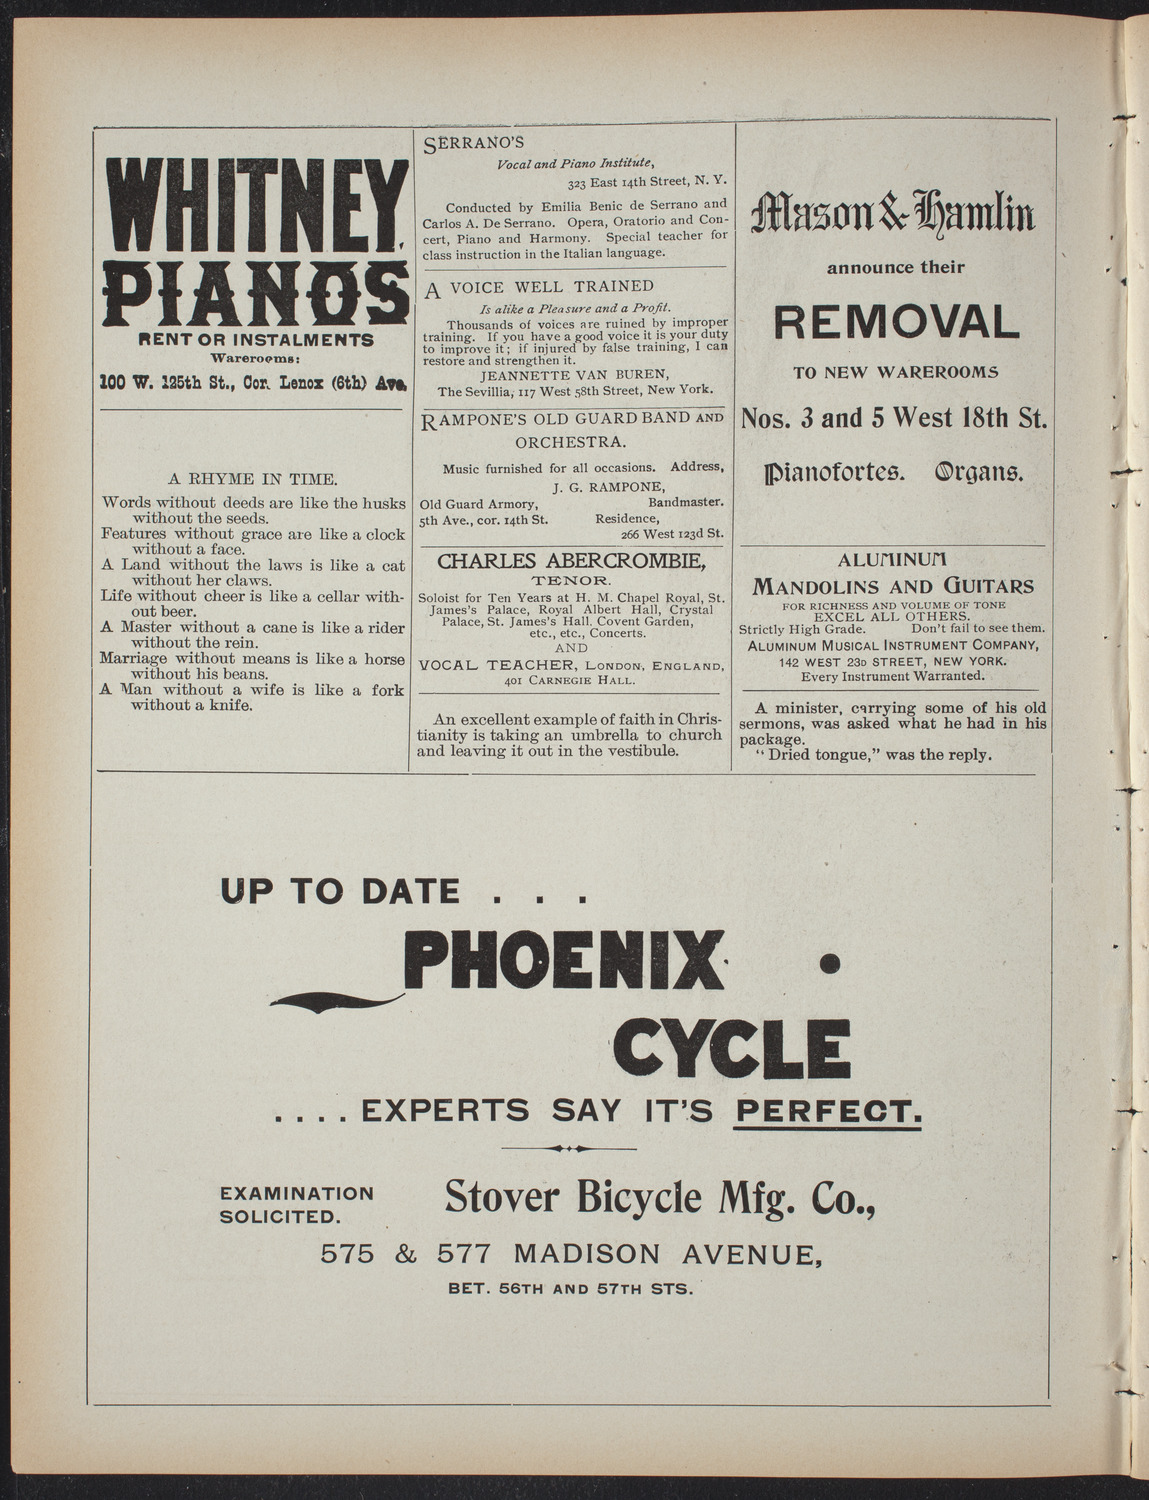 WHITNEY
PIANOS
RENT OR INSTALMENTS
Warerooms:
100 W. 125th St., Cor. Lenox (6th) Ave.
A RHYME IN TIME.
Words without deeds are like the husks
without the seeds.
Features without grace are like a clock
without a face.
A Land without the laws is like a cat
without her claws.
Life without cheer is like a cellar with-
out beer.
A Master without a cane is like a rider
without the rein.
Marriage without means is like a horse
without his beans.
A Man without a wife is like a fork
without a knife.
SERRANO'S
Vocal and Piano Institute,
323 East 14th Street, N. Y.
Conducted by Emilia Benic de Serrano and
Carlos A. De Serrano. Opera, Oratorio and Con-
cert, Piano and Harmony. Special teacher for
class instruction in the Italian language.
A VOICE WELL TRAINED
Is alike a Pleasure and a Profit.
Thousands of voices are ruined by improper
training. If you have a good voice it is your duty
to improve it; if injured by false training, I can
restore and strengthen it.
JEANNETTE VAN BUREN,
The Sevillia, 117 West 58th Street, New York.
RAMPONE'S OLD GUARD BAND AND
ORCHESTRA.
Music furnished for all occasions. Address,
J. G. RAMPONE,
Old Guard Armory, Bandmaster.
5th Ave., cor. 14th St. Residence,
266 West 123d St.
CHARLES ABERCROMBIE,
TENOR.
Soloist for Ten Years at H. M. Chapel Royal, St.
James's Palace, Royal Albert Hall, Crystal
Palace, St. James's Hall, Covent Garden,
etc., etc., Concerts.
AND
VOCAL TEACHER, LONDON, ENGLAND,
401 CARNEGIE HALL.
An excellent example of faith in Chris-
tianity is taking an umbrella to church
and leaving it out in the vestibule.
Mason & Hamlin
announce their
REMOVAL
TO NEW WAREROOMS
Nos. 3 and 5 West 18th St.
Pianofortes. Organs.
ALUMINUM
MANDOLINS AND GUITARS
FOR RICHNESS AND VOLUME OF TONE
EXCEL ALL OTHERS.
Strictly High Grade. Don't fail to see them.
ALUMINUM MUSICAL INSTRUMENT COMPANY,
142 WEST 23D STREET, NEW YORK.
Every Instrument Warranted.
A minister, carrying some of his old
sermons, was asked what he had in his
package.
"Dried tongue," was the reply.
UP TO DATE . . .
PHOENIX
CYCLE
. . . . EXPERTS SAY IT'S PERFECT.
EXAMINATION
SOLICITED.
Stover Bicycle Mfg. Co.,
575 & 577 MADISON AVENUE,
BET. 56TH AND 57TH STS.